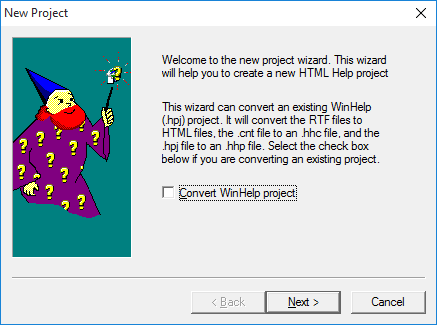 New Project
Welcome to the new project wizard. This wizard
will help you to create a new HTML Help project
This wizard can convert an existing WinHelp
(.hpj) project. It will convert the RTF files to
HTML files, the .cnt file to an .hhc file, and the
.hpj file to an .hhp file. Select the check box
below if you are converting an existing project.
Convert WinHelp project
< Back
Next >
Cancel